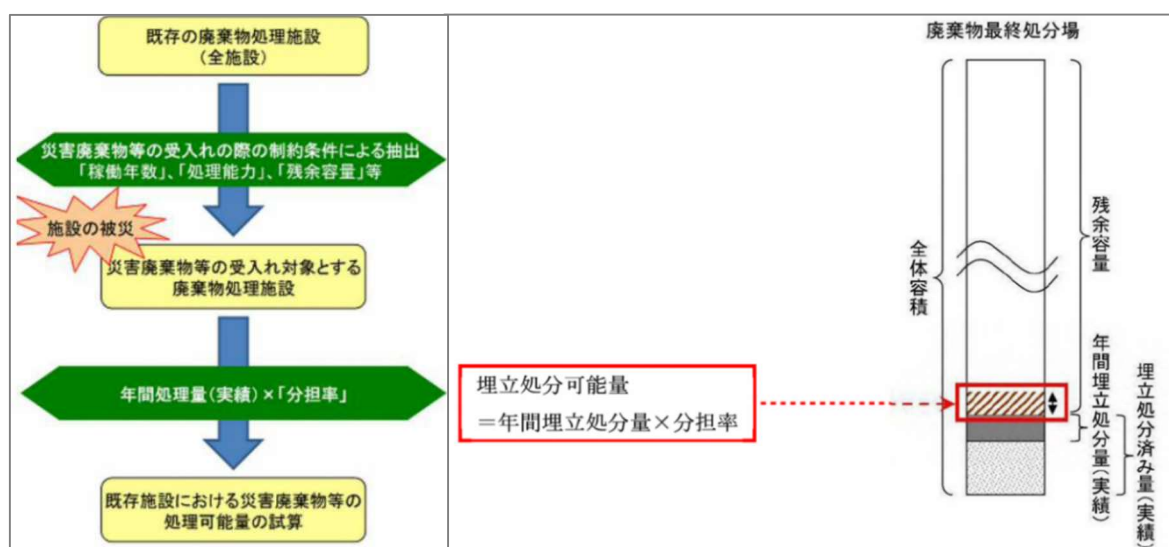 既存の廃棄物処理施設
(全施設)
災害廃棄物等の受入れの際の制約条件による抽出
「稼働年数」、「処理能力」、「残余容量」等
施設の被災
災害廃棄物等の受入れ対象とする
廃棄物処理施設
年間処理量(実績)×「分担率」
既存施設における災害廃棄物等の
処理可能量の試算
廃棄物最終処分場
全体容積
残余容量
年間埋立処分量(実績)
埋立処分済み量(実績)
埋立処分可能量
＝年間埋立処分量×分担率